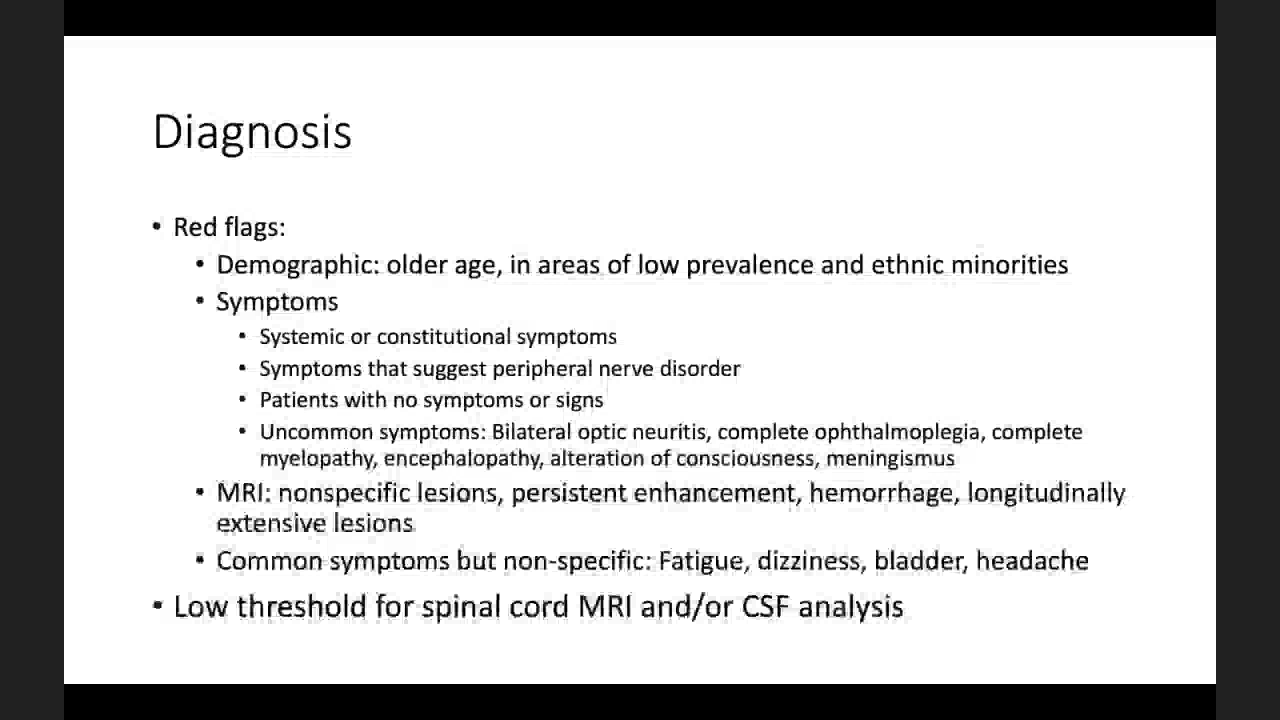 Diagnosis
• Red flags:
• Demographic: older age, in areas of low prevalence and ethnic minorities
• Symptoms
• Systemic or constitutional symptoms
• Symptoms that suggest peripheral nerve disorder
• Patients with no symptoms or signs
• Uncommon symptoms: Bilateral optic neuritis, complete ophthalmoplegia, complete
myelopathy, encephalopathy, alteration of consciousness, meningismus
• MRI: nonspecific lesions, persistent enhancement, hemorrhage, longitudinally
extensive lesions
• Common symptoms but non-specific: Fatigue, dizziness, bladder, headache
• Low threshold for spinal cord MRI and/or CSF analysis